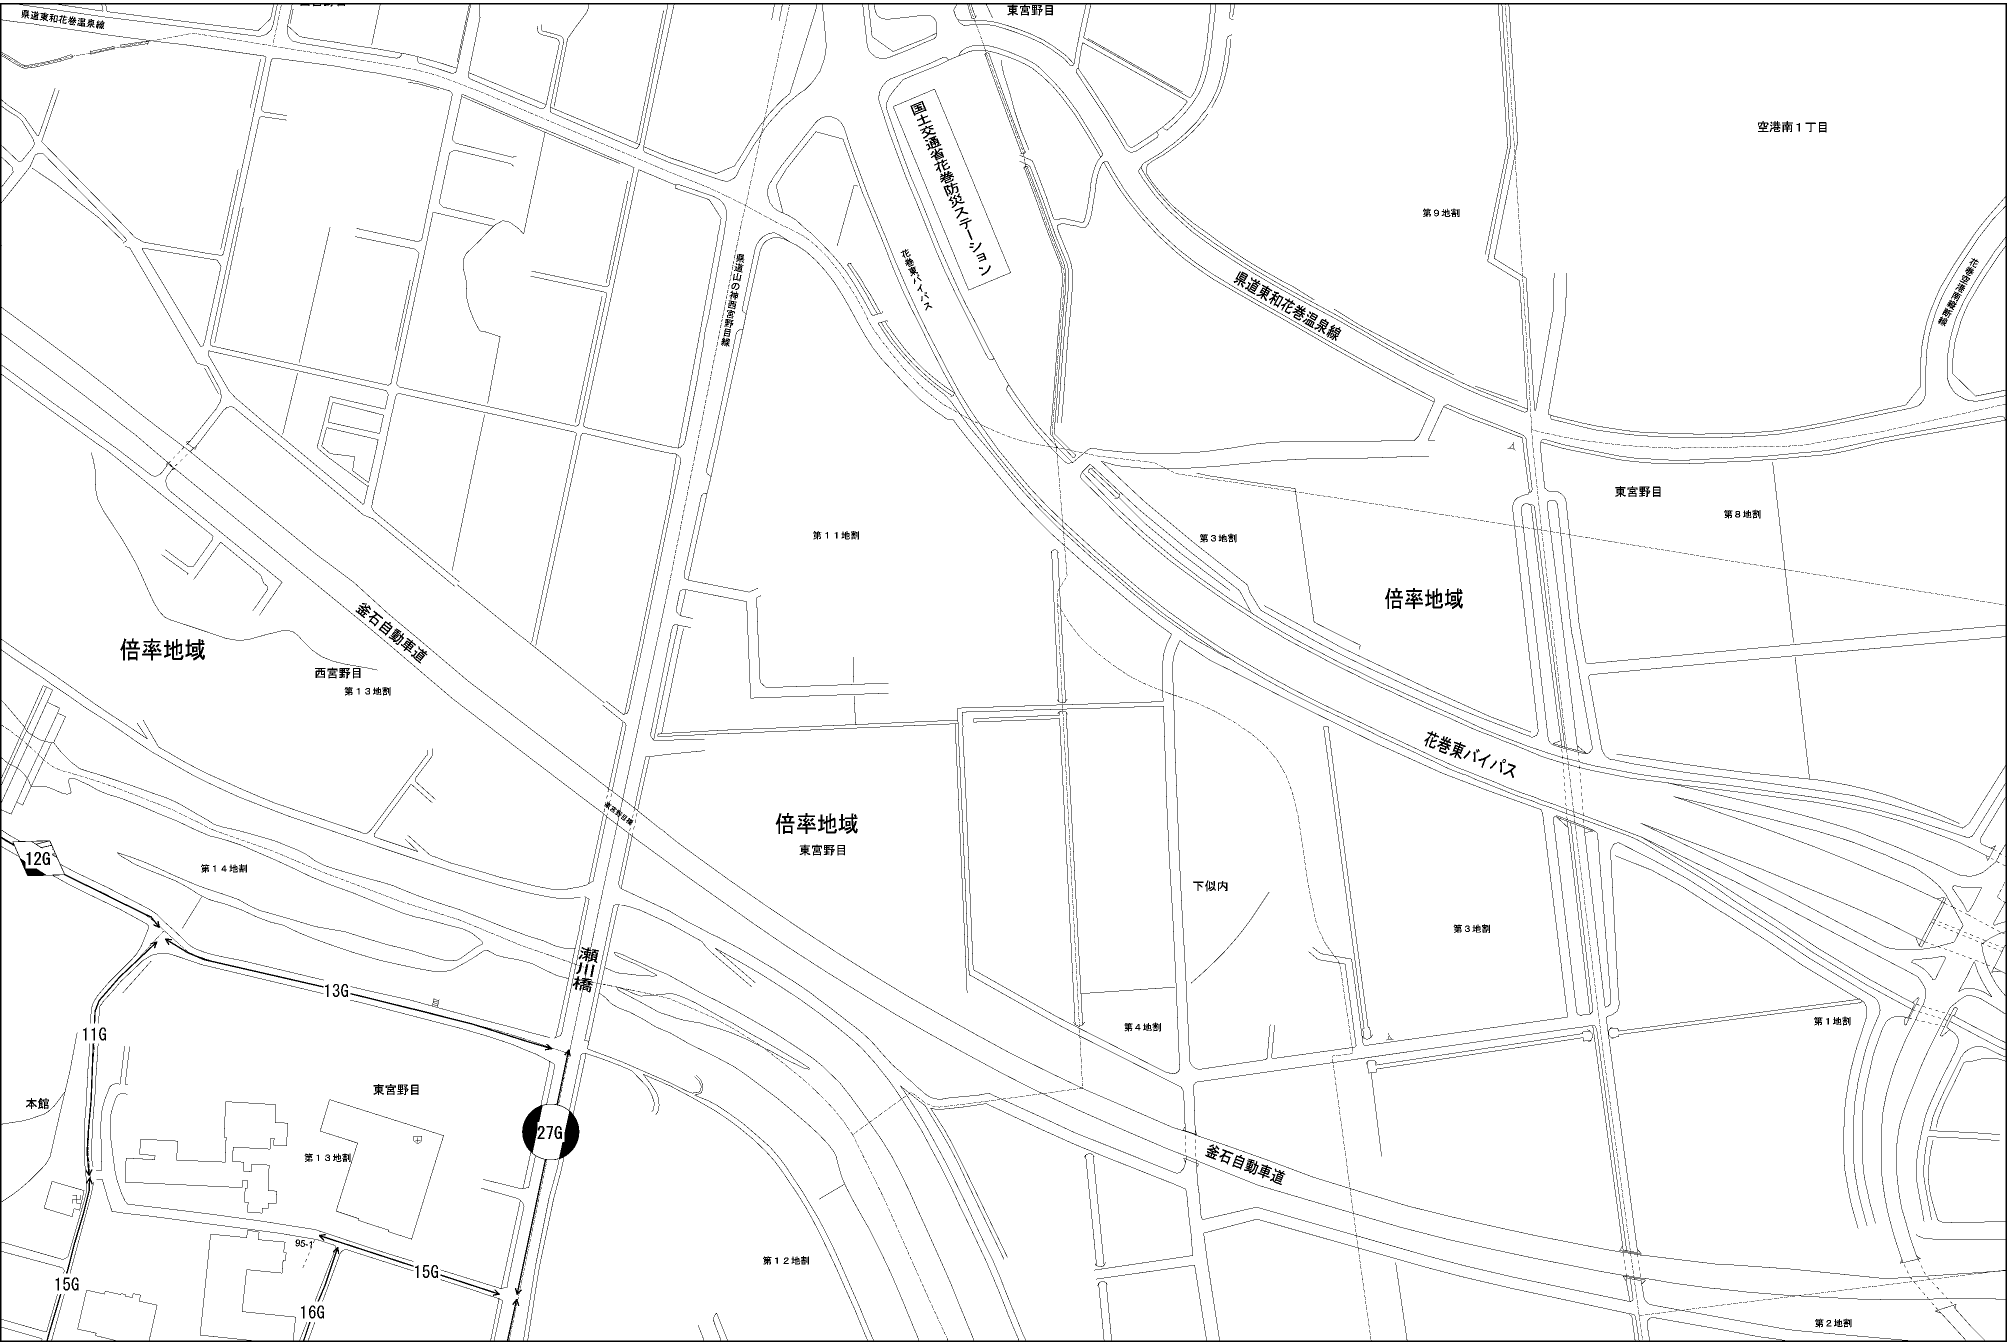 県道東和花巻温泉線
東宮野目
国土交通省花巻防災ステーション
空港南1丁目
第9地割
県道山の神西宮野目線
花巻東バイパス
県道東和花巻温泉線
花巻空港南縦断線
東宮野目
第8地割
第11地割
第3地割
倍率地域
釜石自動車道
倍率地域
西宮野目
第13地割
花巻東バイパス
倍率地域
東宮野目
12G
第14地割
下似内
第3地割
瀬川橋
13G
11G
第4地割
第1地割
東宮野目
本館
27G
第13地割
釜石自動車道
95-1
第12地割
15G
15G
16G
第2地割